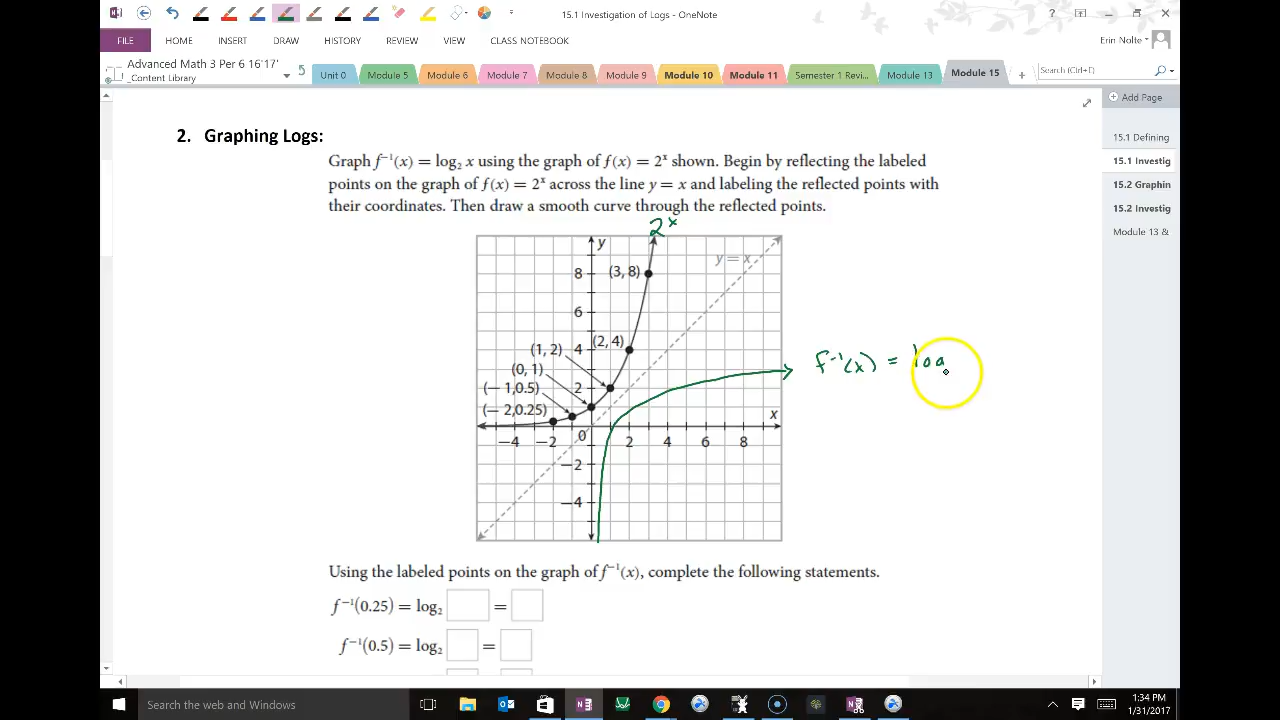 15.1 Investigation of Logs - OneNote
FILE HOME INSERT DRAW HISTORY REVIEW VIEW CLASS NOTEBOOK
Erin Nolte
Advanced Math 3 Per 6 16'17'
_Content Library
Unit 0 Module 5 Module 6 Module 7 Module 8 Module 9 Module 10 Module 11 Semester 1 Revi... Module 13 Module 15
Search (Ctrl+E)
Add Page
15.1 Defining
15.1 Investig
15.2 Graphin
15.2 Investig
Module 13 &
2. Graphing Logs:
Graph f⁻¹(x) = log₂ x using the graph of f(x) = 2ˣ shown. Begin by reflecting the labeled
points on the graph of f(x) = 2ˣ across the line y = x and labeling the reflected points with
their coordinates. Then draw a smooth curve through the reflected points.
2ˣ
y
y = x
8
(3, 8)
6
(1, 2)
(2, 4)
4
(0, 1)
2
(− 1,0.5)
(− 2,0.25)
x
−4 −2 0 2 4 6 8
−2
−4
f⁻¹(x) = log
Using the labeled points on the graph of f⁻¹(x), complete the following statements.
f⁻¹(0.25) = log₂ =
f⁻¹(0.5) = log₂ =
Search the web and Windows
1:34 PM
1/31/2017